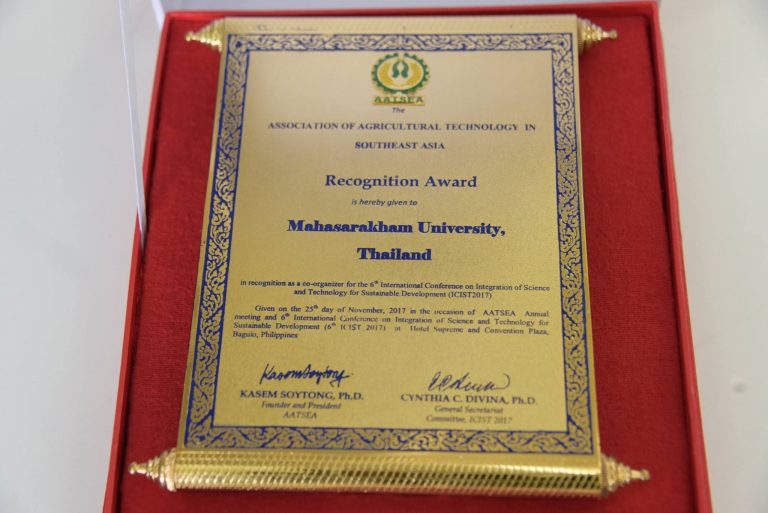 AATSEA
The
ASSOCIATION OF AGRICULTURAL TECHNOLOGY IN
SOUTHEAST ASIA
Recognition Award
is hereby given to
Mahasarakham University,
Thailand
in recognition as a co-organizer for the 6th International Conference on Integration of Science
and Technology for Sustainable Development (ICIST2017)
Given on the 25th day of November, 2017 in the occasion of AATSEA Annual
meeting and 6th International Conference on Integration of Science and Technology for
Sustainable Development (6th ICIST 2017) at Hotel Supreme and Convention Plaza,
Baguio, Philippines
Kasem Soytong
KASEM SOYTONG, Ph.D.
Founder and President
AATSEA
CYNTHIA C. DIVINA, Ph.D.
General Secretariat
Committee, ICIST 2017